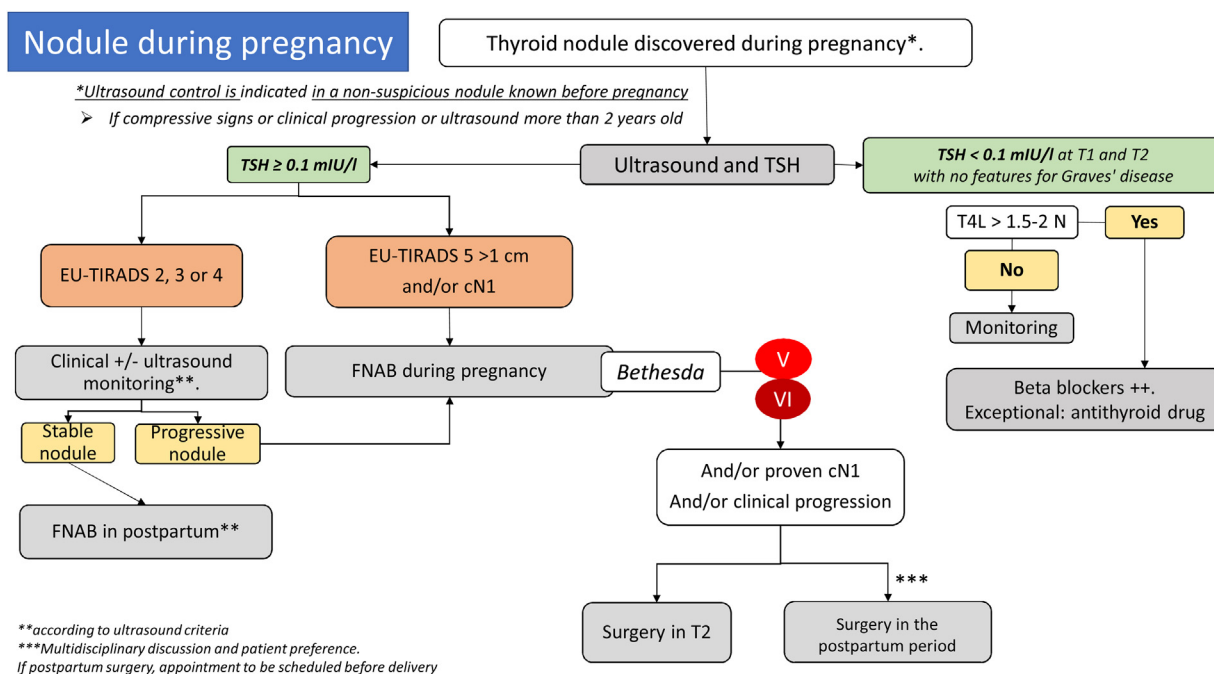 Nodule during pregnancy
Thyroid nodule discovered during pregnancy*.
*Ultrasound control is indicated in a non-suspicious nodule known before pregnancy
➢ If compressive signs or clinical progression or ultrasound more than 2 years old
TSH ≥ 0.1 mIU/l
Ultrasound and TSH
TSH < 0.1 mIU/l at T1 and T2
with no features for Graves' disease
T4L > 1.5-2 N
Yes
No
Monitoring
Beta blockers ++.
Exceptional: antithyroid drug
EU-TIRADS 2, 3 or 4
EU-TIRADS 5 >1 cm
and/or cN1
Clinical +/- ultrasound
monitoring**.
FNAB during pregnancy
Bethesda
V
VI
Stable
nodule
Progressive
nodule
FNAB in postpartum**
And/or proven cN1
And/or clinical progression
***
Surgery in T2
Surgery in the
postpartum period
**according to ultrasound criteria
***Multidisciplinary discussion and patient preference.
If postpartum surgery, appointment to be scheduled before delivery